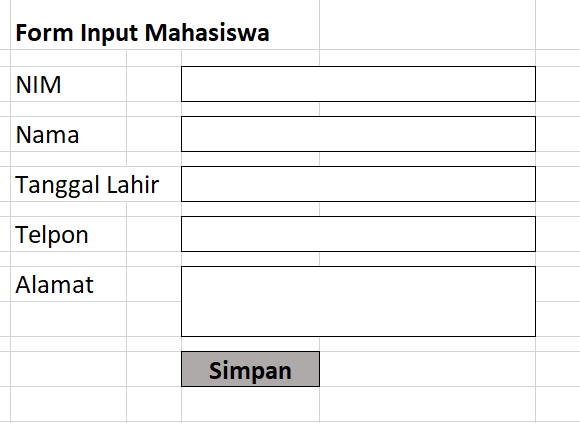 Form Input Mahasiswa
NIM
Nama
Tanggal Lahir
Telpon
Alamat
Simpan